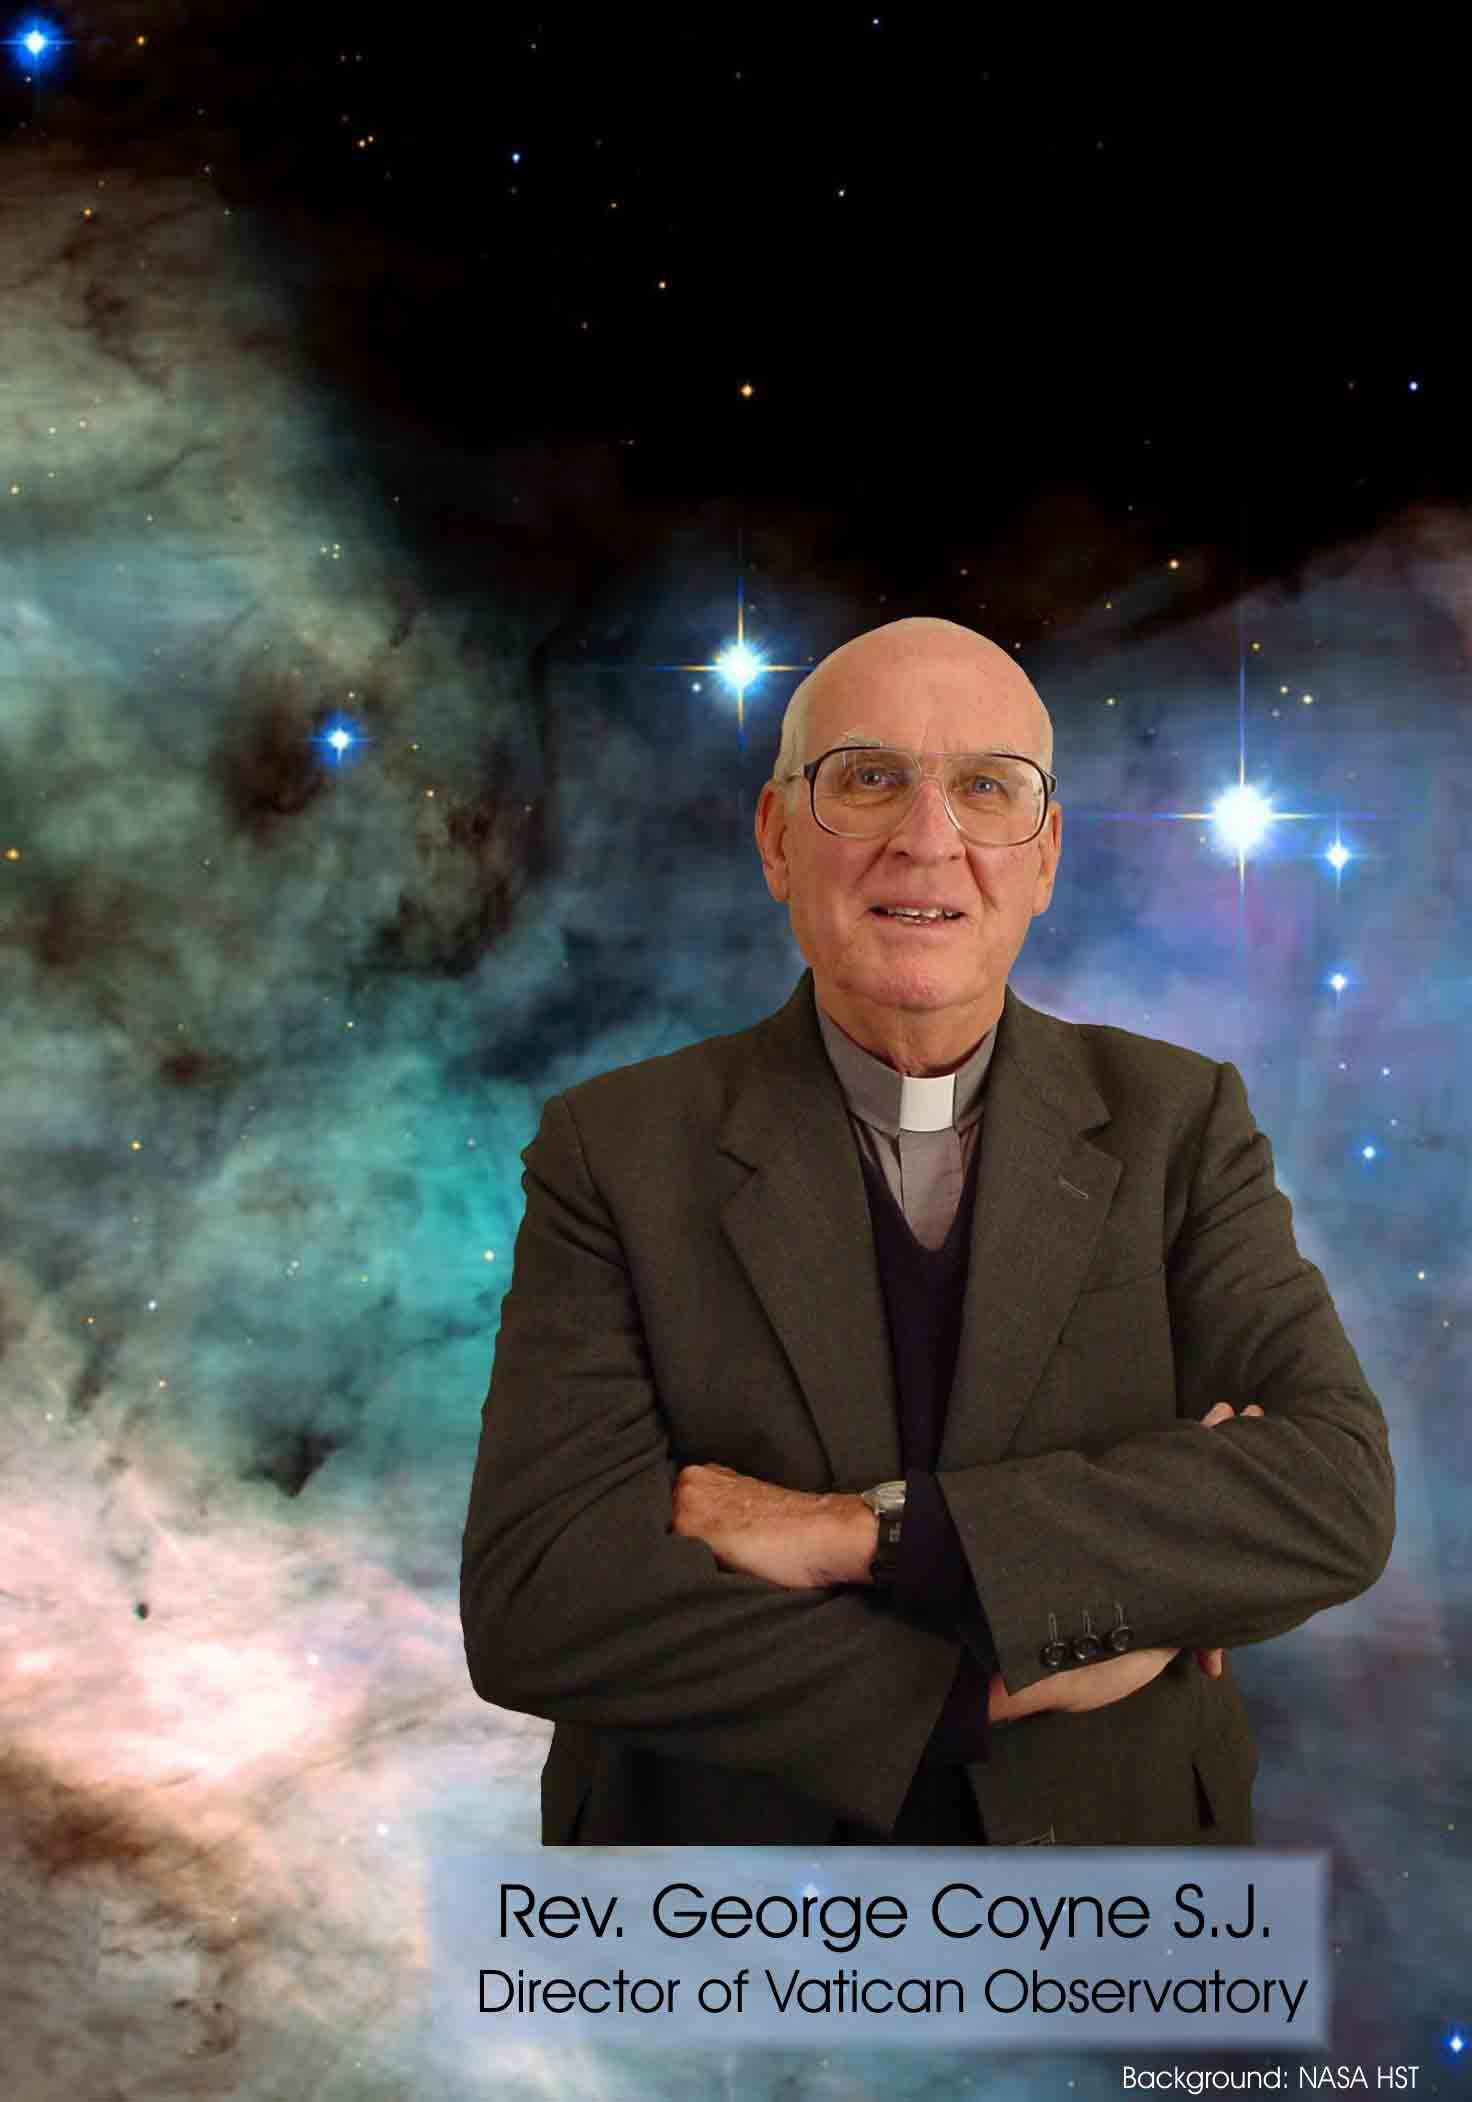 Rev. George Coyne S.J.
Director of Vatican Observatory
Background: NASA HST